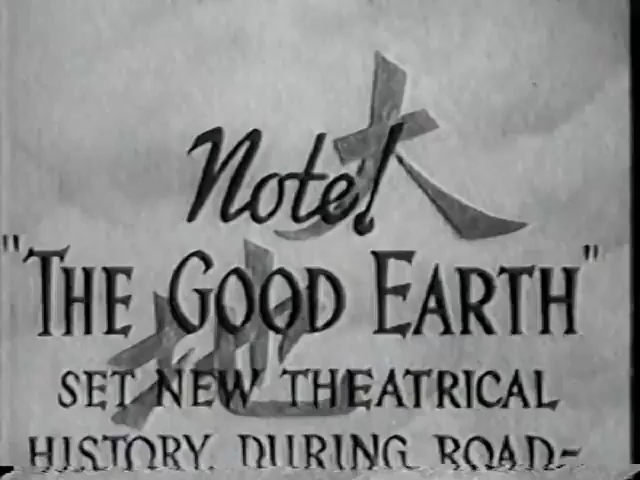 大地
Note!
"THE GOOD EARTH"
SET NEW THEATRICAL
HISTORY DURING ROAD-